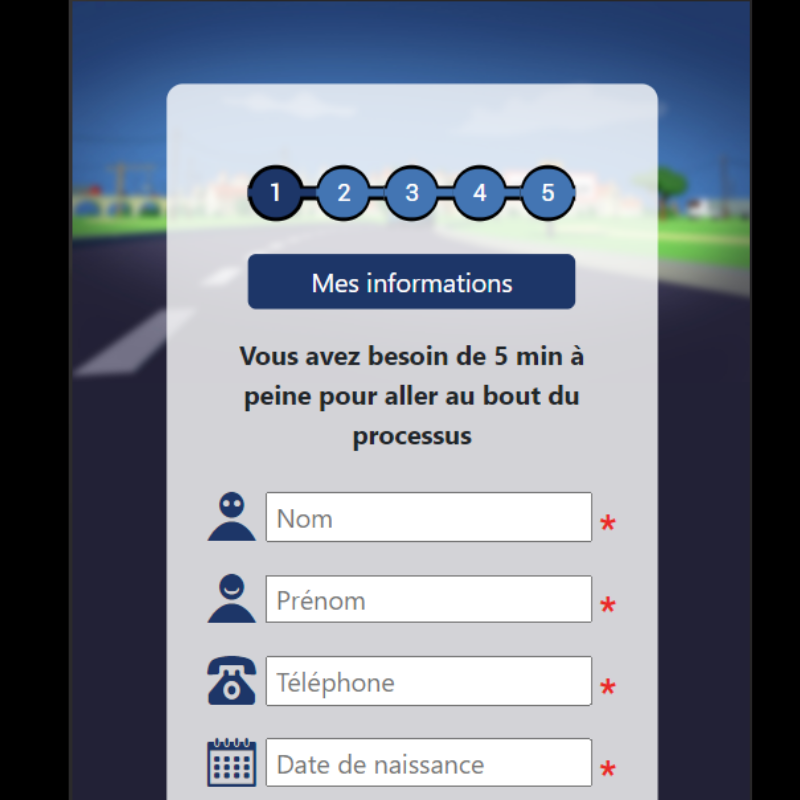 1 2 3 4 5
Mes informations
Vous avez besoin de 5 min à
peine pour aller au bout du
processus
Nom *
Prénom *
Téléphone *
Date de naissance *